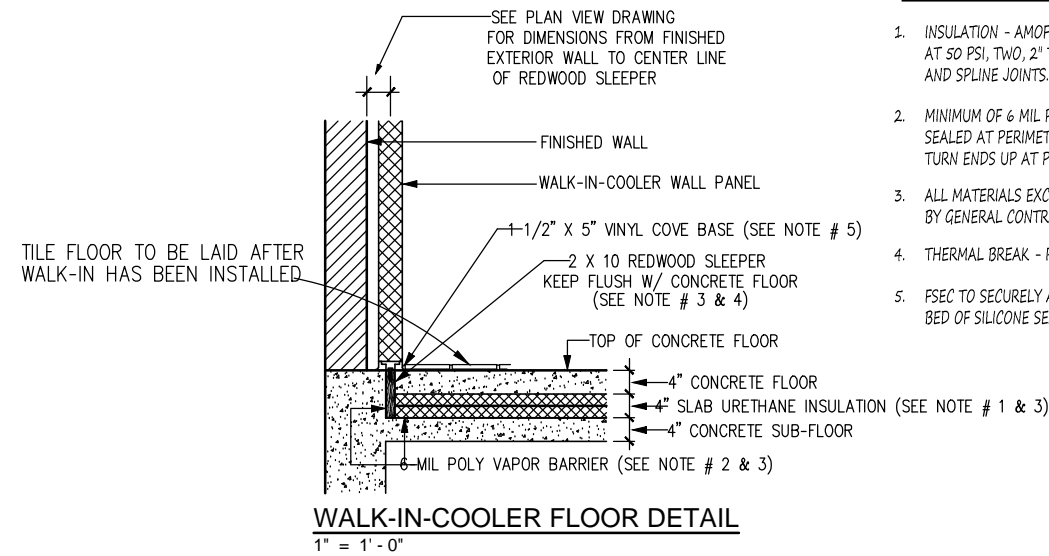 SEE PLAN VIEW DRAWING
FOR DIMENSIONS FROM FINISHED
EXTERIOR WALL TO CENTER LINE
OF REDWOOD SLEEPER
FINISHED WALL
WALK-IN-COOLER WALL PANEL
1 1/2" X 5" VINYL COVE BASE (SEE NOTE # 5)
2 X 10 REDWOOD SLEEPER
KEEP FLUSH W/ CONCRETE FLOOR
(SEE NOTE # 3 & 4)
TILE FLOOR TO BE LAID AFTER
WALK-IN HAS BEEN INSTALLED
TOP OF CONCRETE FLOOR
4" CONCRETE FLOOR
4" SLAB URETHANE INSULATION (SEE NOTE # 1 & 3)
4" CONCRETE SUB-FLOOR
6 MIL POLY VAPOR BARRIER (SEE NOTE # 2 & 3)
WALK-IN-COOLER FLOOR DETAIL
1" = 1' - 0"
1. INSULATION -
AT 50 PSI, TWO, 2"
AND SPLINE JOINTS.
2. MINIMUM OF 6 MIL
SEALED AT
TURN ENDS UP AT
3. ALL MATERIALS
BY GENERAL
4. THERMAL BREAK -
5. FSEC TO SECURELY
BED OF SILICONE